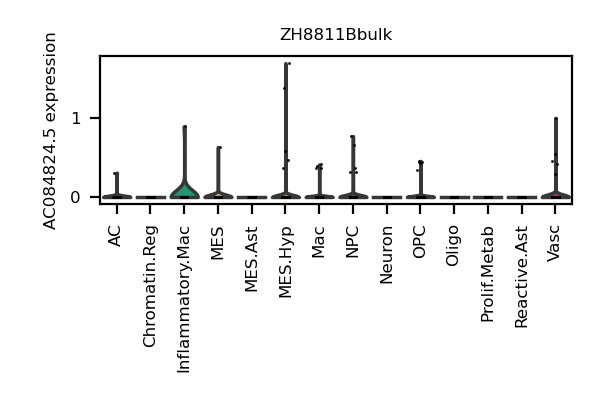 ZH8811Bbulk
AC084824.5 expression
1
0
AC
Chromatin.Reg
Inflammatory.Mac
MES
MES.Ast
MES.Hyp
Mac
NPC
Neuron
OPC
Oligo
Prolif.Metab
Reactive.Ast
Vasc